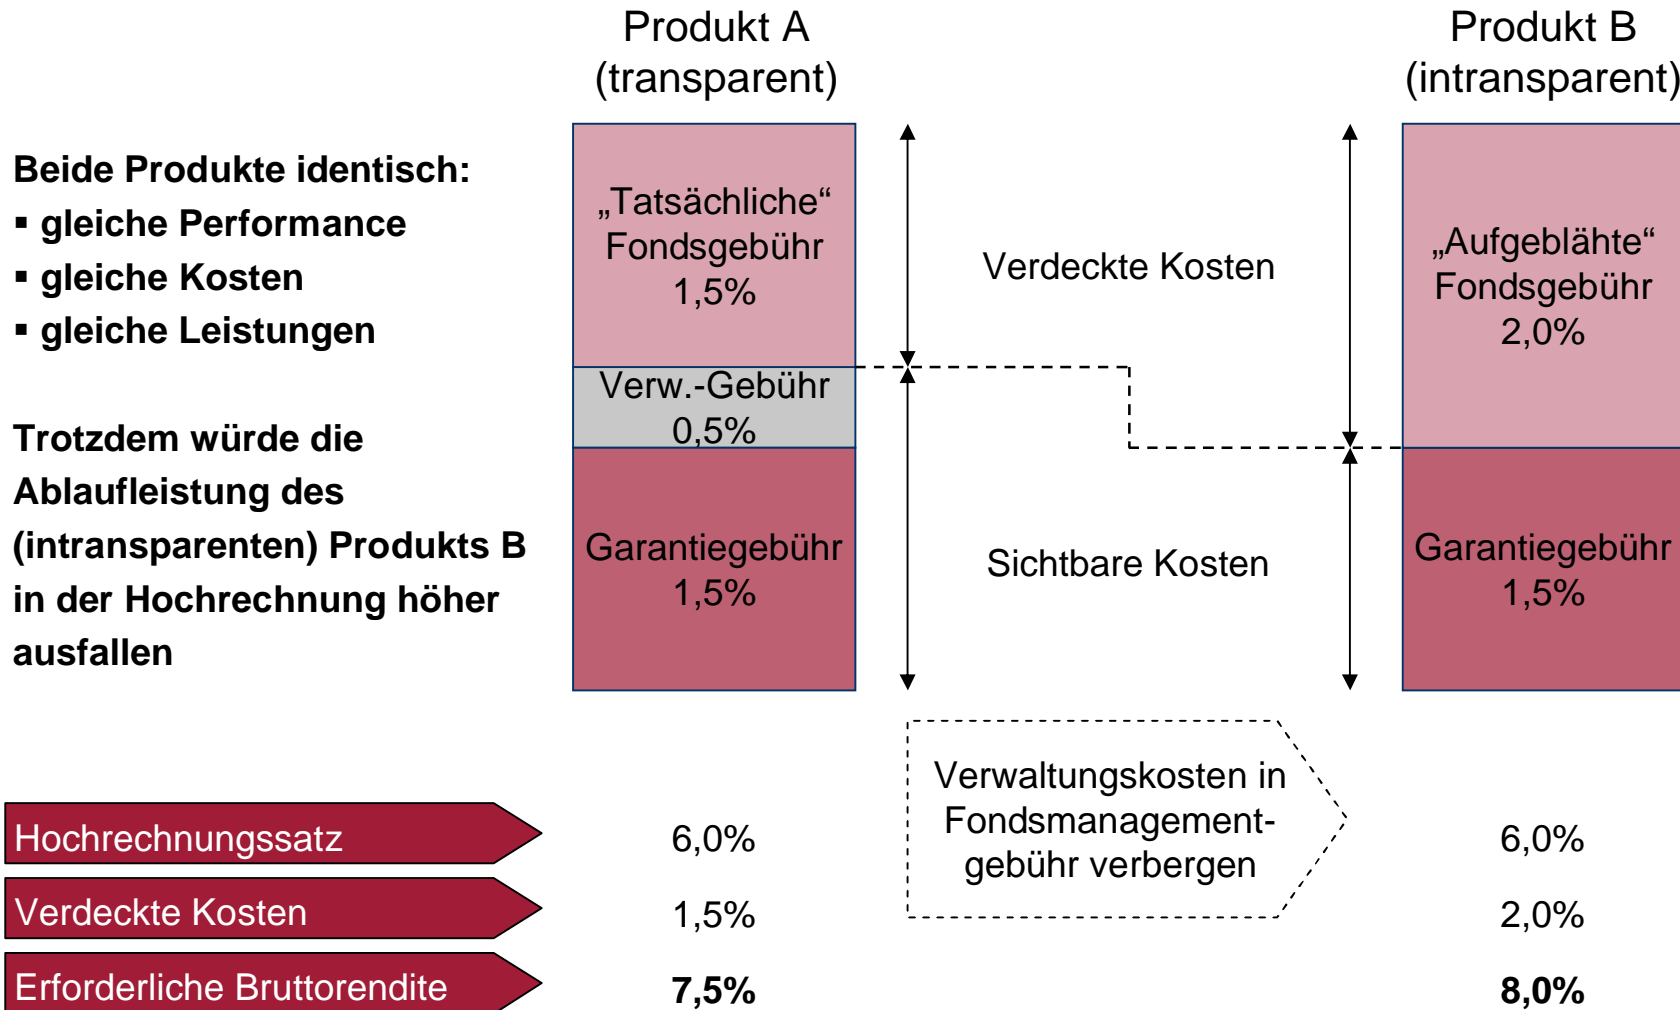 Produkt A
(transparent)
Produkt B
(intransparent)
Beide Produkte identisch:
▪ gleiche Performance
▪ gleiche Kosten
▪ gleiche Leistungen
Trotzdem würde die
Ablaufleistung des
(intransparenten) Produkts B
in der Hochrechnung höher
ausfallen
„Tatsächliche“
Fondsgebühr
1,5%
Verw.-Gebühr
0,5%
Garantiegebühr
1,5%
Verdeckte Kosten
Sichtbare Kosten
„Aufgeblähte“
Fondsgebühr
2,0%
Garantiegebühr
1,5%
Verwaltungskosten in
Fondsmanagement-
gebühr verbergen
Hochrechnungssatz 6,0% 6,0%
Verdeckte Kosten 1,5% 2,0%
Erforderliche Bruttorendite 7,5% 8,0%